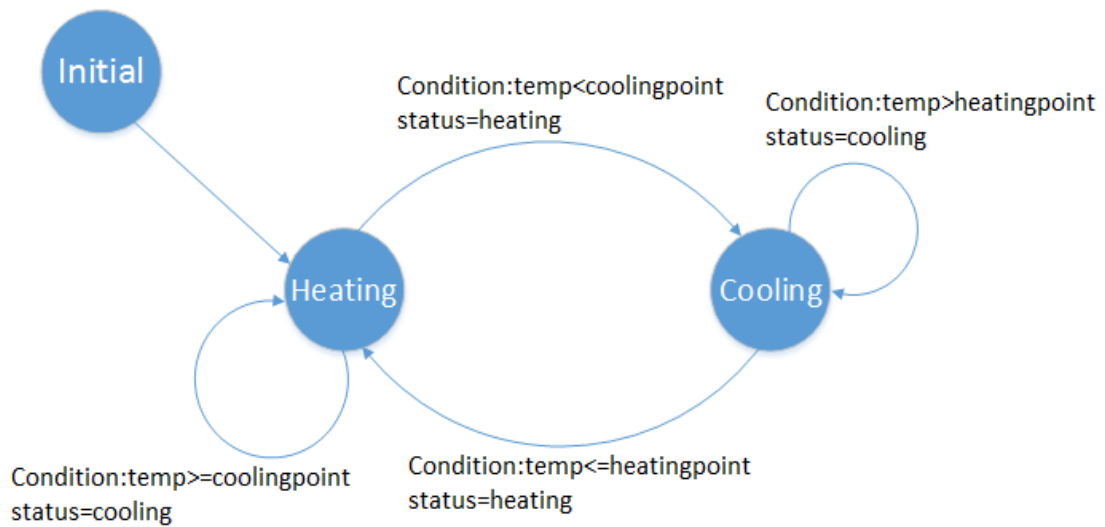 Initial
Condition:temp<coolingpoint
status=heating
Condition:temp>heatingpoint
status=cooling
Heating
Cooling
Condition:temp>=coolingpoint
status=cooling
Condition:temp<=heatingpoint
status=heating